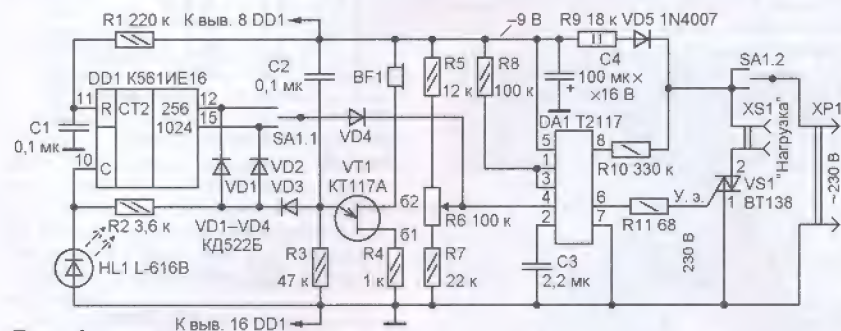 К выв. 8 DD1
R1 220 к
DD1 К561ИЕ16
11
R
CT2
256
1024
12
15
C1
0,1 мк
10
C
C2
0,1 мк
BF1
SA1.1
VD4
VD1
VD2
VD3
R2 3,6 к
VD1–VD4
КД522Б
HL1 L-616B
VT1
КТ117А
б2
б1
R3
47 к
R4
1 к
R5
12 к
R6 100 к
R7
22 к
–9 В
R8
100 к
R9 18 к
VD5 1N4007
C4
100 мк×
×16 В
+
DA1 T2117
5
1
3
4
2
8
6
7
R10 330 к
R11 68
У. э.
C3
2,2 мк
SA1.2
XS1
"Нагрузка"
XP1
~230 В
2
1
VS1
BT138
230 В
К выв. 16 DD1